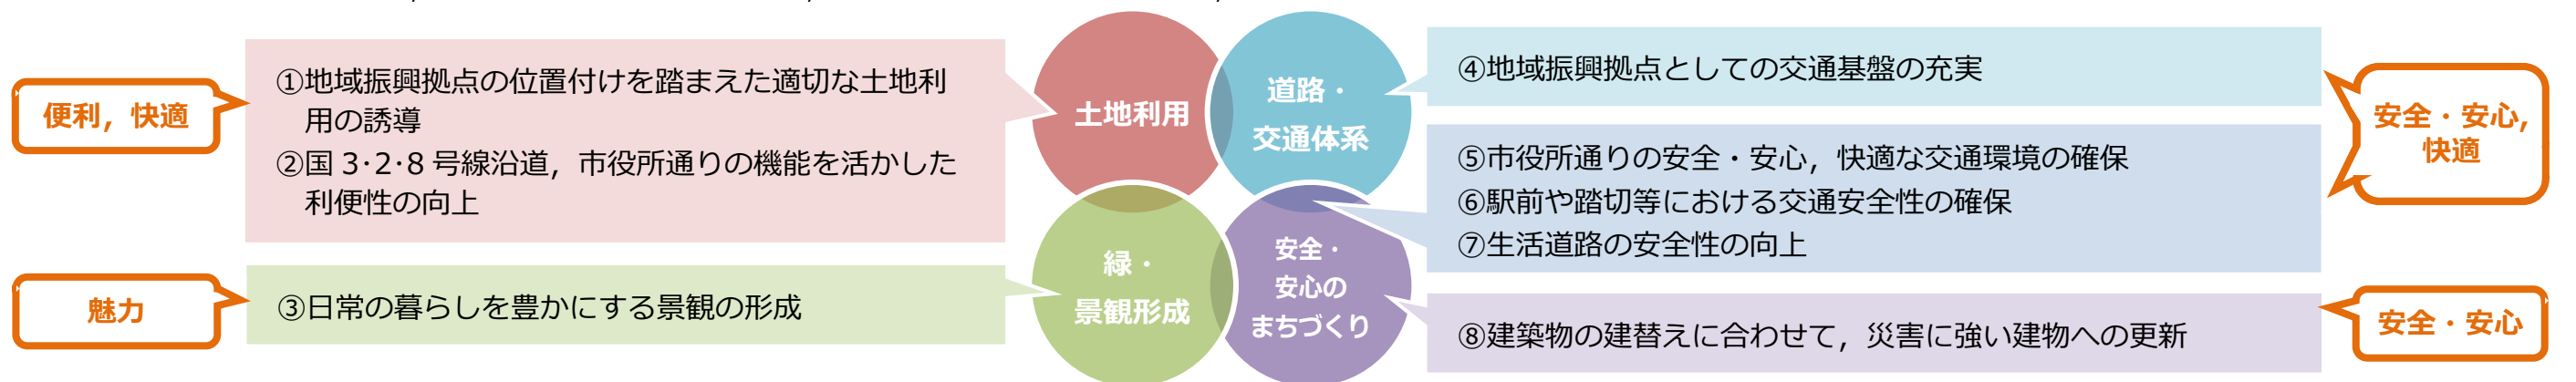 便利，快適
①地域振興拠点の位置付けを踏まえた適切な土地利
用の誘導
②国 3･2･8 号線沿道，市役所通りの機能を活かした
利便性の向上
魅力
③日常の暮らしを豊かにする景観の形成
土地利用
道路・
交通体系
緑・
景観形成
安全・
安心の
まちづくり
④地域振興拠点としての交通基盤の充実
⑤市役所通りの安全・安心，快適な交通環境の確保
⑥駅前や踏切等における交通安全性の確保
⑦生活道路の安全性の向上
安全・安心，
快適
⑧建築物の建替えに合わせて，災害に強い建物への更新
安全・安心